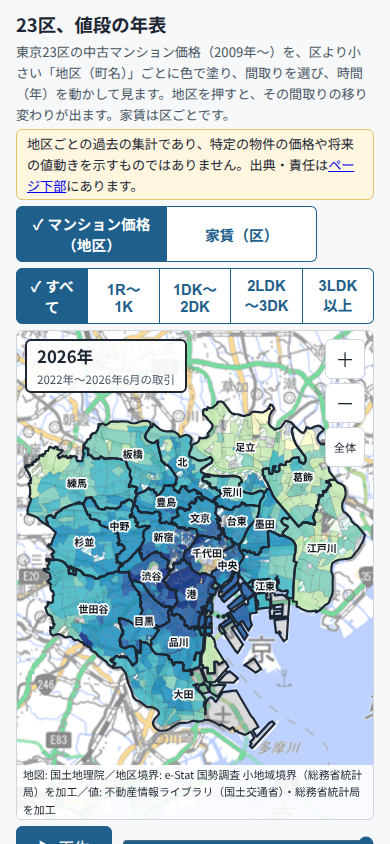 23区、値段の年表
東京23区の中古マンション価格（2009年〜）を、区より小
さい「地区（町名）」ごとに色で塗り、間取りを選び、時間
（年）を動かして見ます。地区を押すと、その間取りの移り
変わりが出ます。家賃は区ごとです。
地区ごとの過去の集計であり、特定の物件の価格や将来
の値動きを示すものではありません。出典・責任はペー
ジ下部にあります。
✓ マンション価格
（地区）
家賃（区）
✓ すべ
て
1R〜
1K
1DK〜
2DK
2LDK
〜3DK
3LDK
以上
2026年
2022年〜2026年6月の取引
+
−
全体
足立
板橋
北
葛飾
練馬
荒川
豊島
文京
台東
墨田
中野
新宿
杉並
千代田
江戸川
中央
渋谷
E20
港
江東
世田谷
目黒
品川
京
246
大田
E83
多摩川
地図: 国土地理院／地区境界: e-Stat 国勢調査 小地域境界（総務省統計
局）を加工／値: 不動産情報ライブラリ（国土交通省）・総務省統計局
を加工